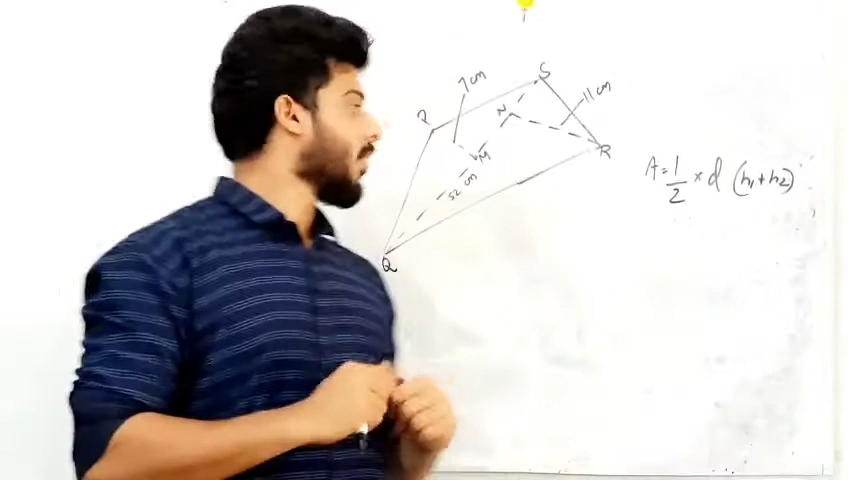 7 cm
S
P
N
11 cm
M
R
52 cm
Q
A = 1/2 × d (h₁+h₂)